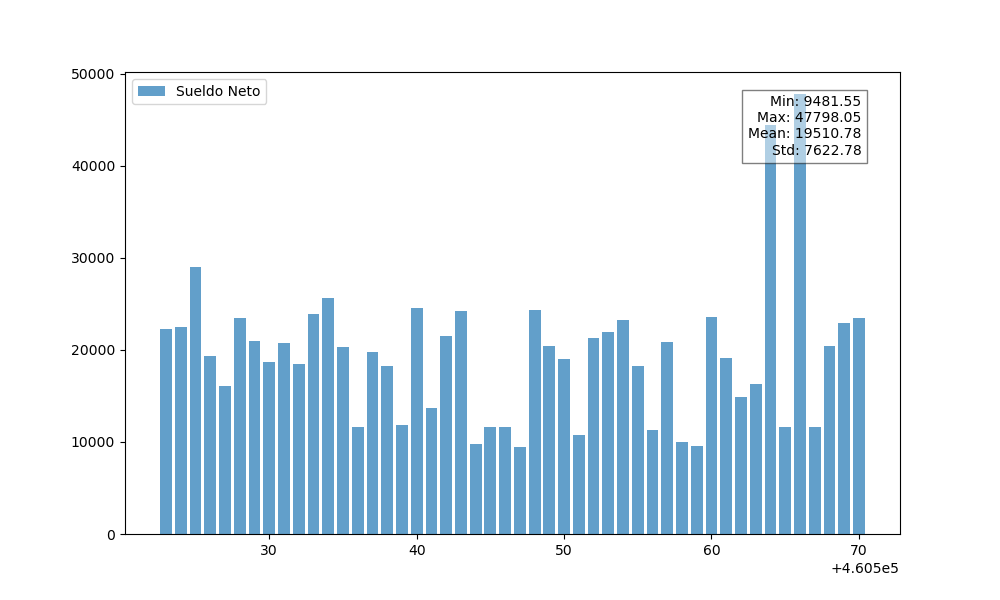 50000
40000
30000
20000
10000
0
Sueldo Neto
Min: 9481.55
Max: 47798.05
Mean: 19510.78
Std: 7622.78
30 40 50 60 70
+4.605e5